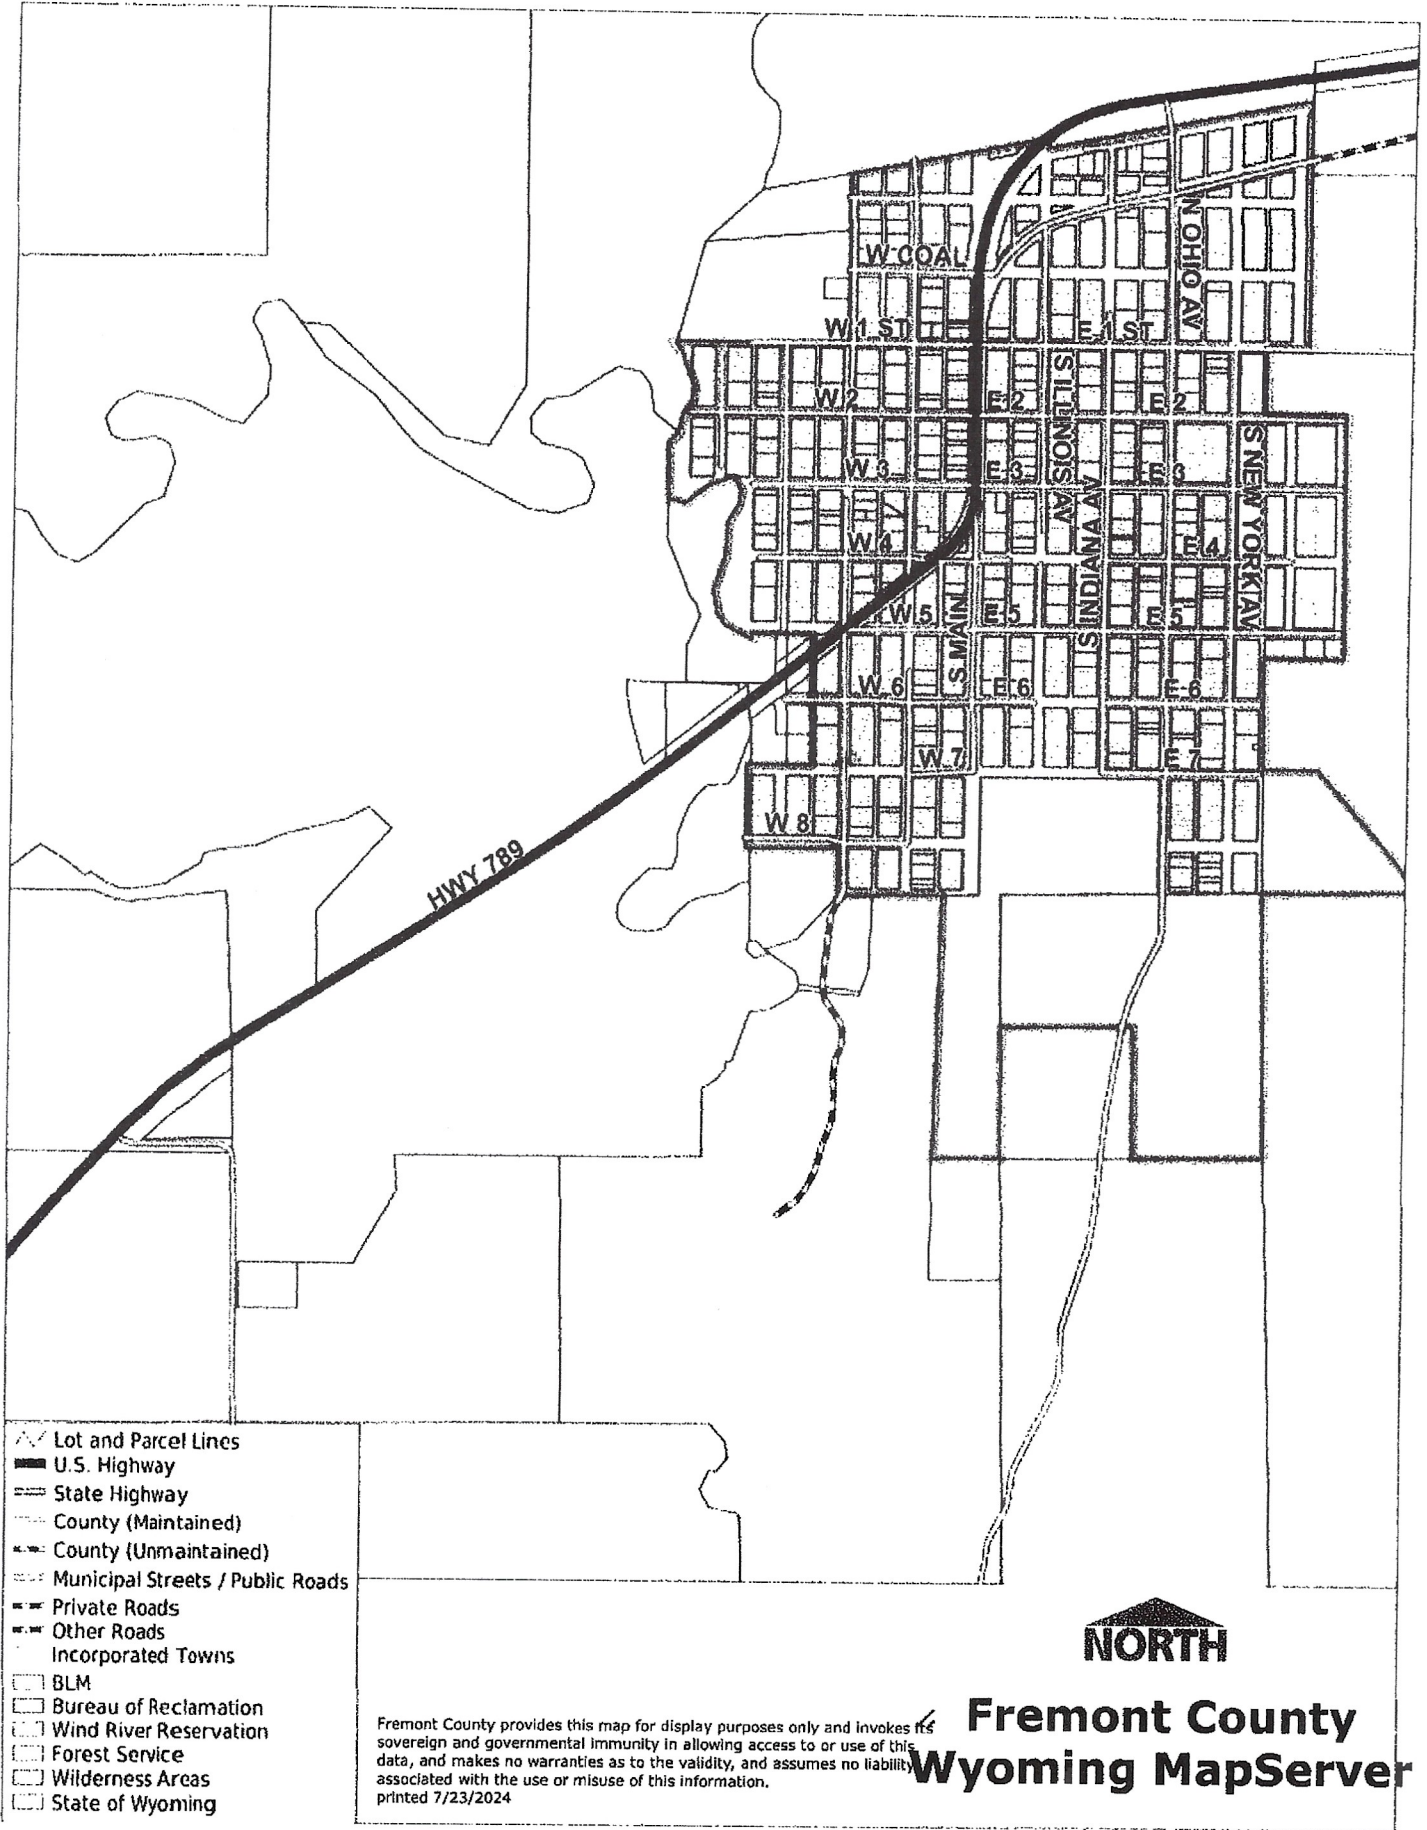 N OHIO AV
W COAL
W 1 ST
E 1 ST
W 2
E 2
S ILLINOIS AV
E 2
W 3
E 3
E 3
S NEW YORK AV
W 4
S INDIANA AV
E 4
W 5
S MAIN
E 5
E 5
W 6
E 6
E 6
W 7
E 7
W 8
HWY 789
Lot and Parcel Lines
U.S. Highway
State Highway
County (Maintained)
County (Unmaintained)
Municipal Streets / Public Roads
Private Roads
Other Roads
Incorporated Towns
BLM
Bureau of Reclamation
Wind River Reservation
Forest Service
Wilderness Areas
State of Wyoming
Fremont County provides this map for display purposes only and invokes its
sovereign and governmental immunity in allowing access to or use of this
data, and makes no warranties as to the validity, and assumes no liability
associated with the use or misuse of this information.
printed 7/23/2024
NORTH
Fremont County
Wyoming MapServer